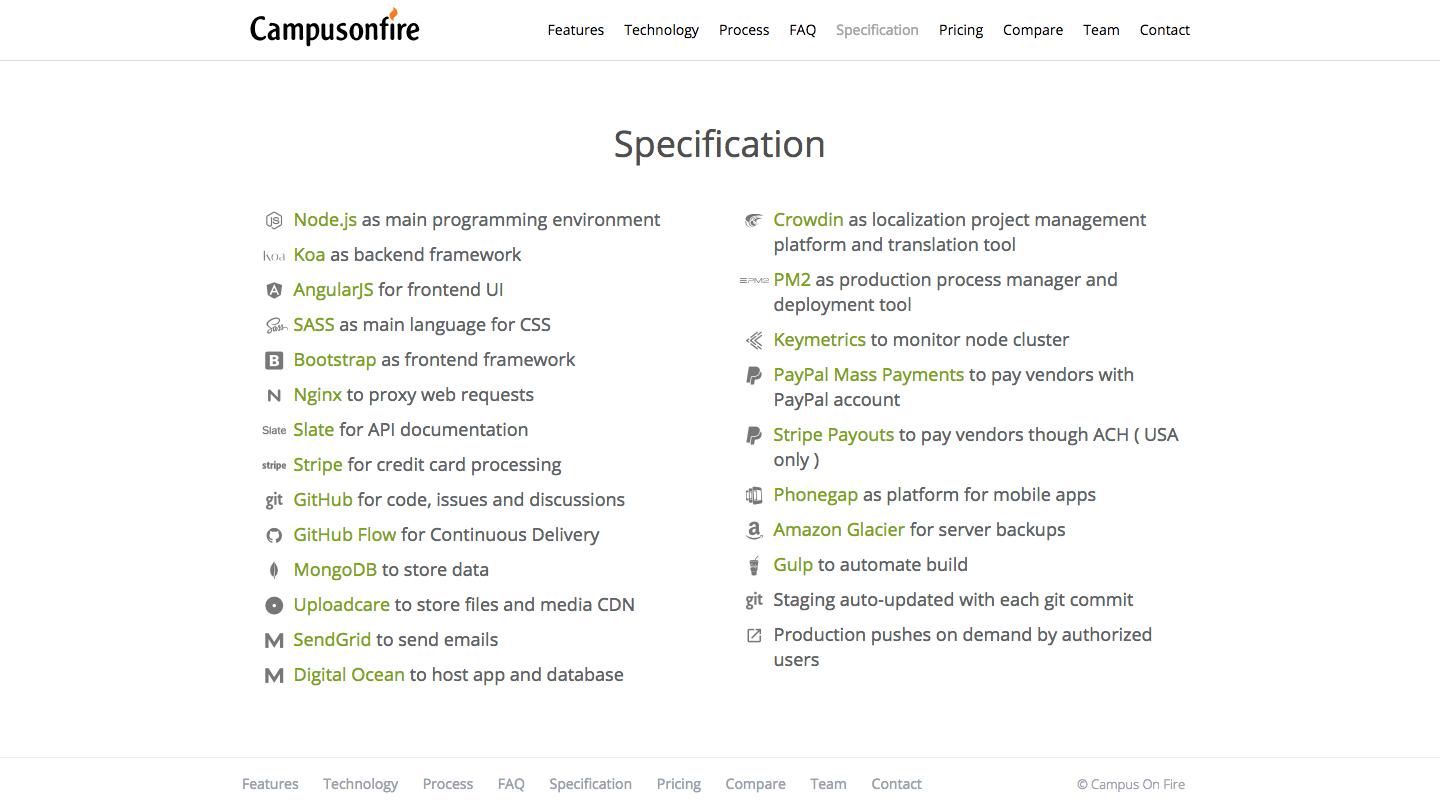 Campusonfire
Features Technology Process FAQ Specification Pricing Compare Team Contact
Specification
Node.js as main programming environment
koa Koa as backend framework
AngularJS for frontend UI
Sass SASS as main language for CSS
B Bootstrap as frontend framework
N Nginx to proxy web requests
Slate Slate for API documentation
stripe Stripe for credit card processing
git GitHub for code, issues and discussions
GitHub Flow for Continuous Delivery
MongoDB to store data
Uploadcare to store files and media CDN
M SendGrid to send emails
M Digital Ocean to host app and database
Crowdin as localization project management
platform and translation tool
PM2 PM2 as production process manager and
deployment tool
Keymetrics to monitor node cluster
PayPal Mass Payments to pay vendors with
PayPal account
Stripe Payouts to pay vendors though ACH ( USA
only )
Phonegap as platform for mobile apps
a Amazon Glacier for server backups
Gulp to automate build
git Staging auto-updated with each git commit
Production pushes on demand by authorized
users
Features Technology Process FAQ Specification Pricing Compare Team Contact
© Campus On Fire